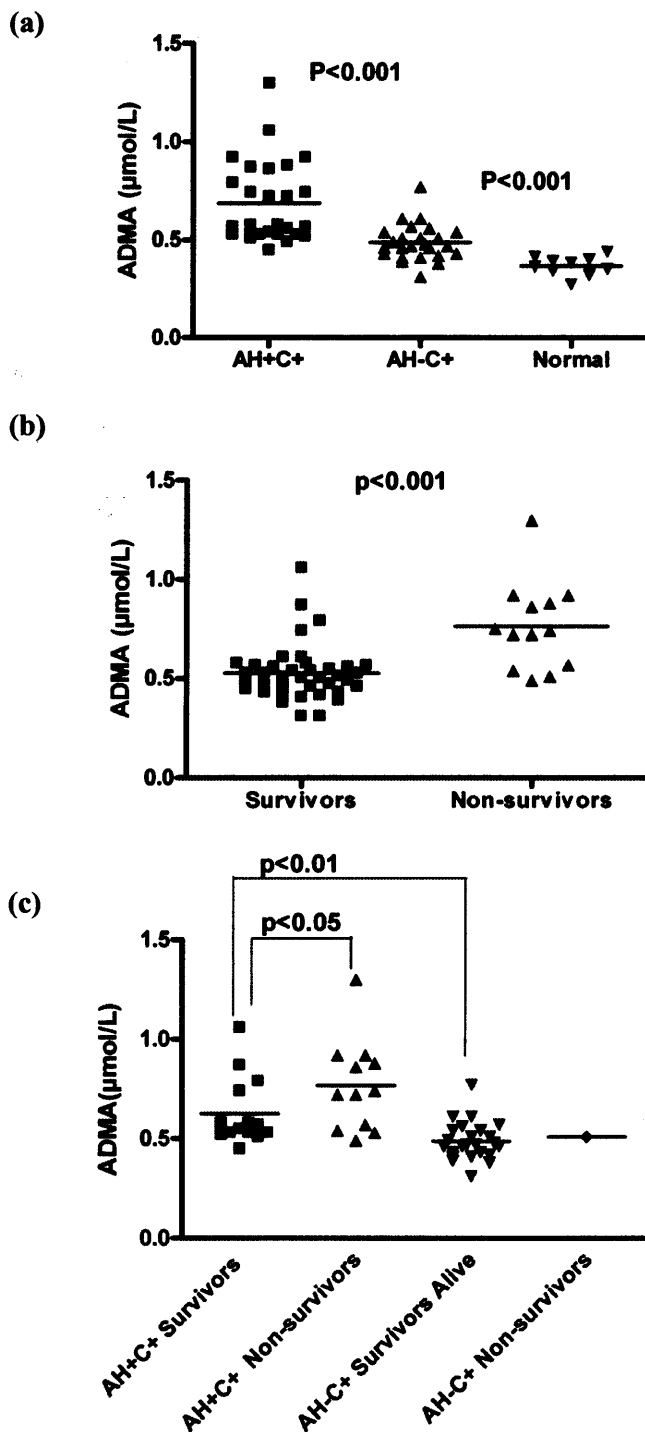 (a)
1.5
P<0.001
ADMA (µmol/L)
1.0
P<0.001
0.5
0.0
AH+C+ AH-C+ Normal
(b)
1.5
p<0.001
ADMA (µmol/L)
1.0
0.5
0.0
Survivors Non-survivors
p<0.01
(c)
p<0.05
1.5
ADMA(µmol/L)
1.0
0.5
0.0
AH+C+ Survivors
AH+C+ Non-survivors
AH-C+ Survivors Alive
AH-C+ Non-survivors